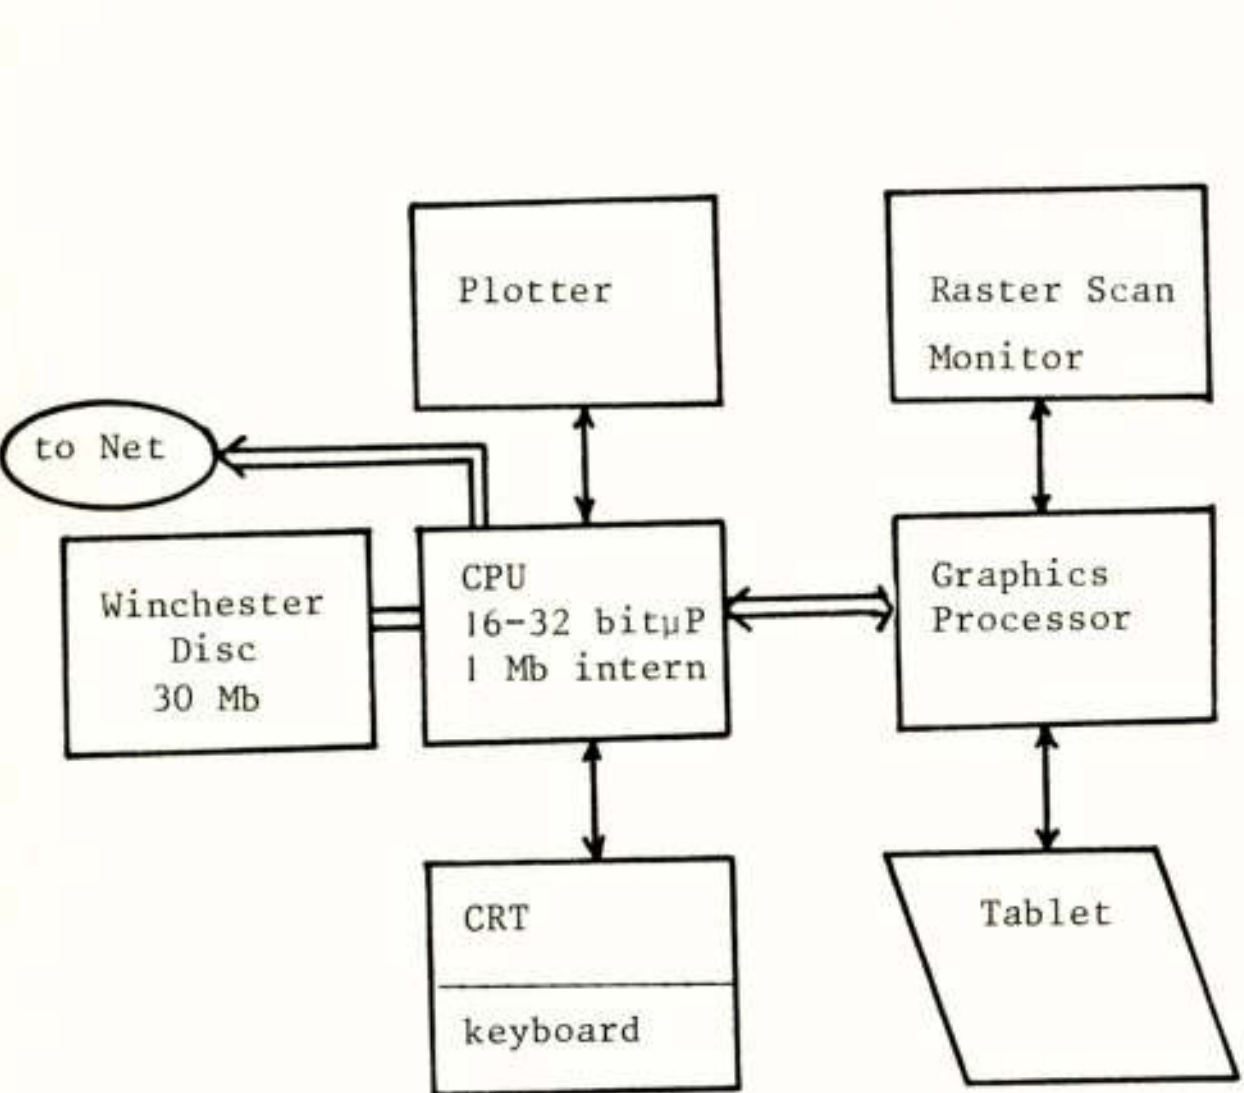 Plotter
Raster Scan
Monitor
to Net
Winchester
Disc
30 Mb
CPU
16-32 bitµP
1 Mb intern
Graphics
Processor
CRT
keyboard
Tablet